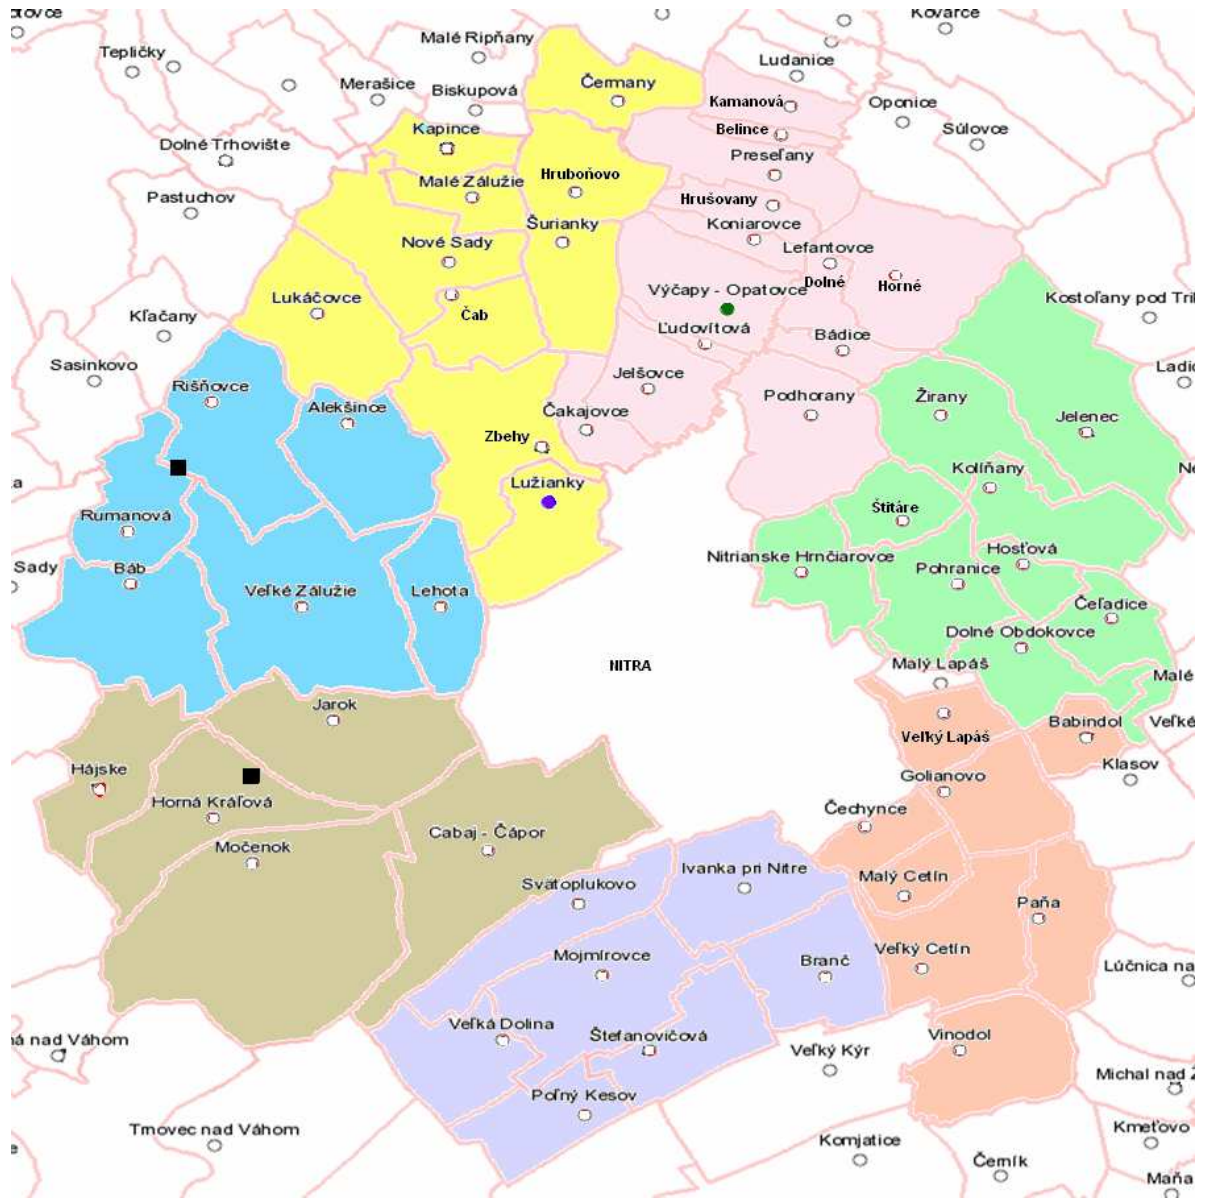 Kovarce
Malé Ripňany
Tepličky
Ludanice
Merašice
Čermany
Biskupová
Kamanová
Oponice
Kapince
Belince
Súlovce
Dolné Trhovište
Preseľany
Hruboňovo
Malé Zálužie
Pastuchov
Hrušovany
Šurianky
Koniarovce
Nové Sady
Lefantovce
Dolné
Horné
Výčapy - Opatovce
Lukáčovce
Kostoľany pod
Čab
Kľačany
Ľudovítová
Bádice
Sasinkovo
Jelšovce
Rišňovce
Podhorany
Žirany
Alekšince
Čakajovce
Jelenec
Zbehy
Kolíňany
Lužianky
Štitáre
Rumanová
Hosťová
Nitrianske Hrnčiarovce
Sady
Báb
Pohranice
Veľké Zálužie
Lehota
Čeľadice
Dolné Obdokovce
NITRA
Malý Lapáš
Malé
Jarok
Babindol
Veľké
Veľký Lapáš
Klasov
Hájske
Golianovo
Horná Kráľová
Čechynce
Cabaj - Čápor
Močenok
Ivanka pri Nitre
Malý Cetín
Svätoplukovo
Paňa
Mojmírovce
Branč
Veľký Cetín
Lúčnica na
Veľká Dolina
Štefanovičová
Vinodol
nad Váhom
Veľký Kýr
Michal nad
Poľný Kesov
Trnovec nad Váhom
Kmeťovo
Komjatice
Černík
Maňa